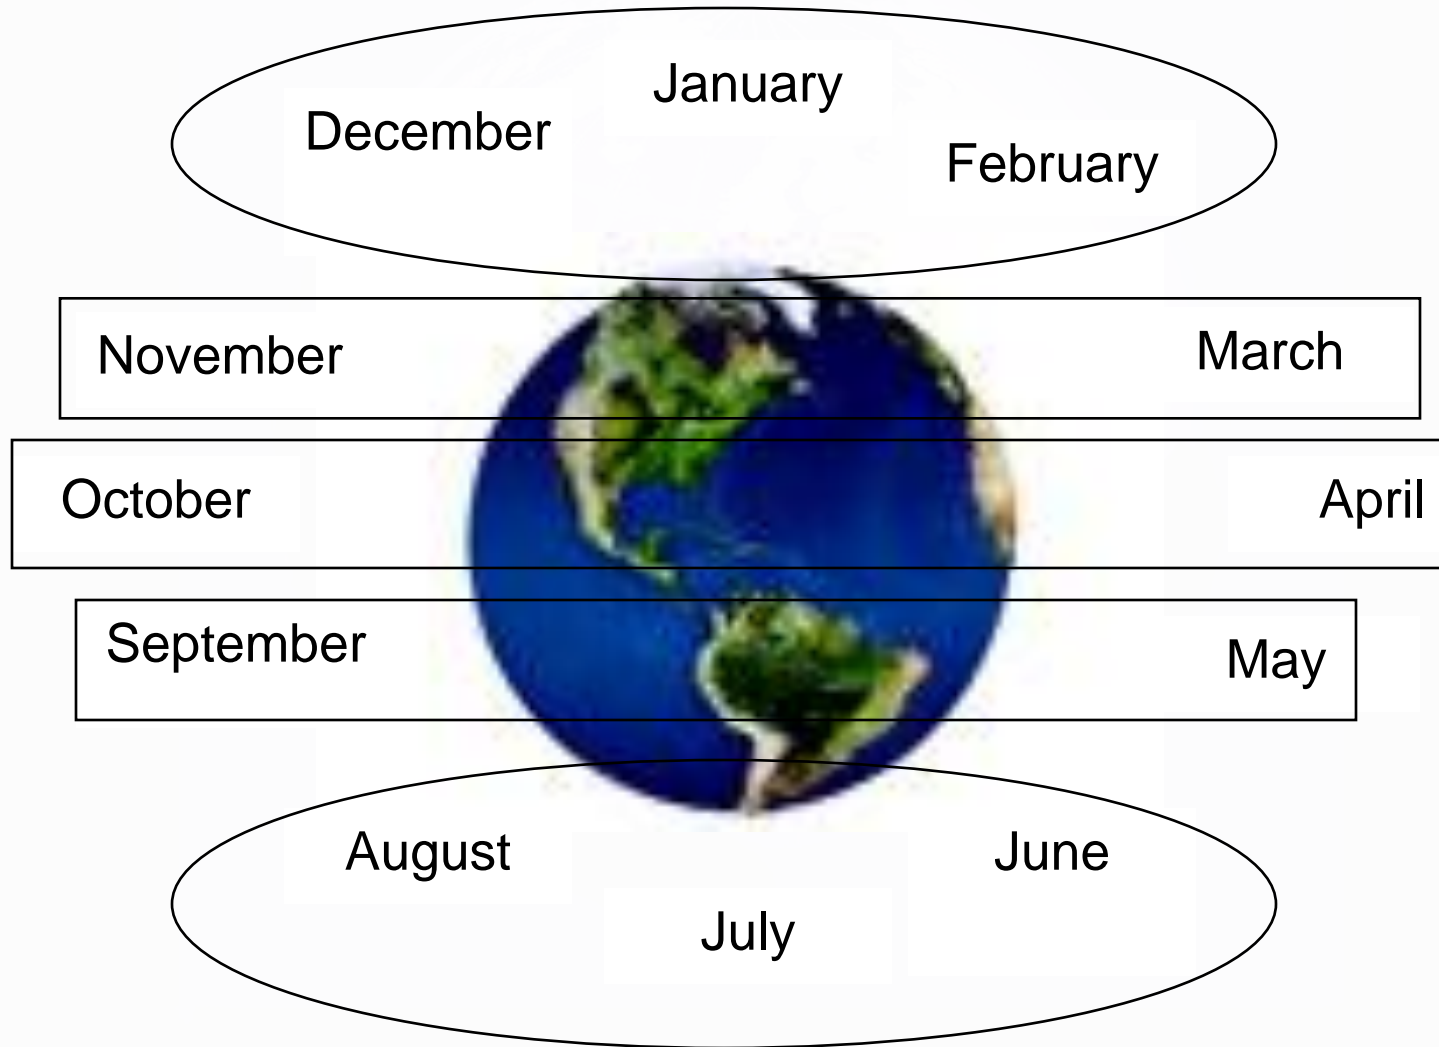 January
December
February
November March
October April
September May
August June
July